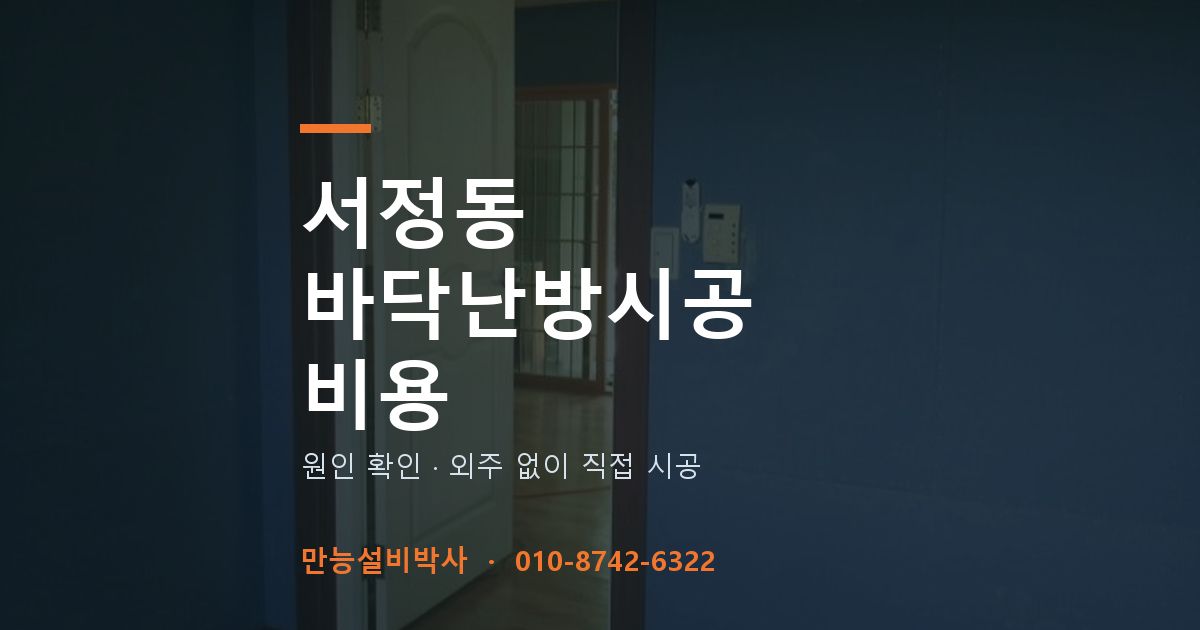 서정동
바닥난방시공
비용
원인 확인 · 외주 없이 직접 시공
만능설비박사 · 010-8742-6322